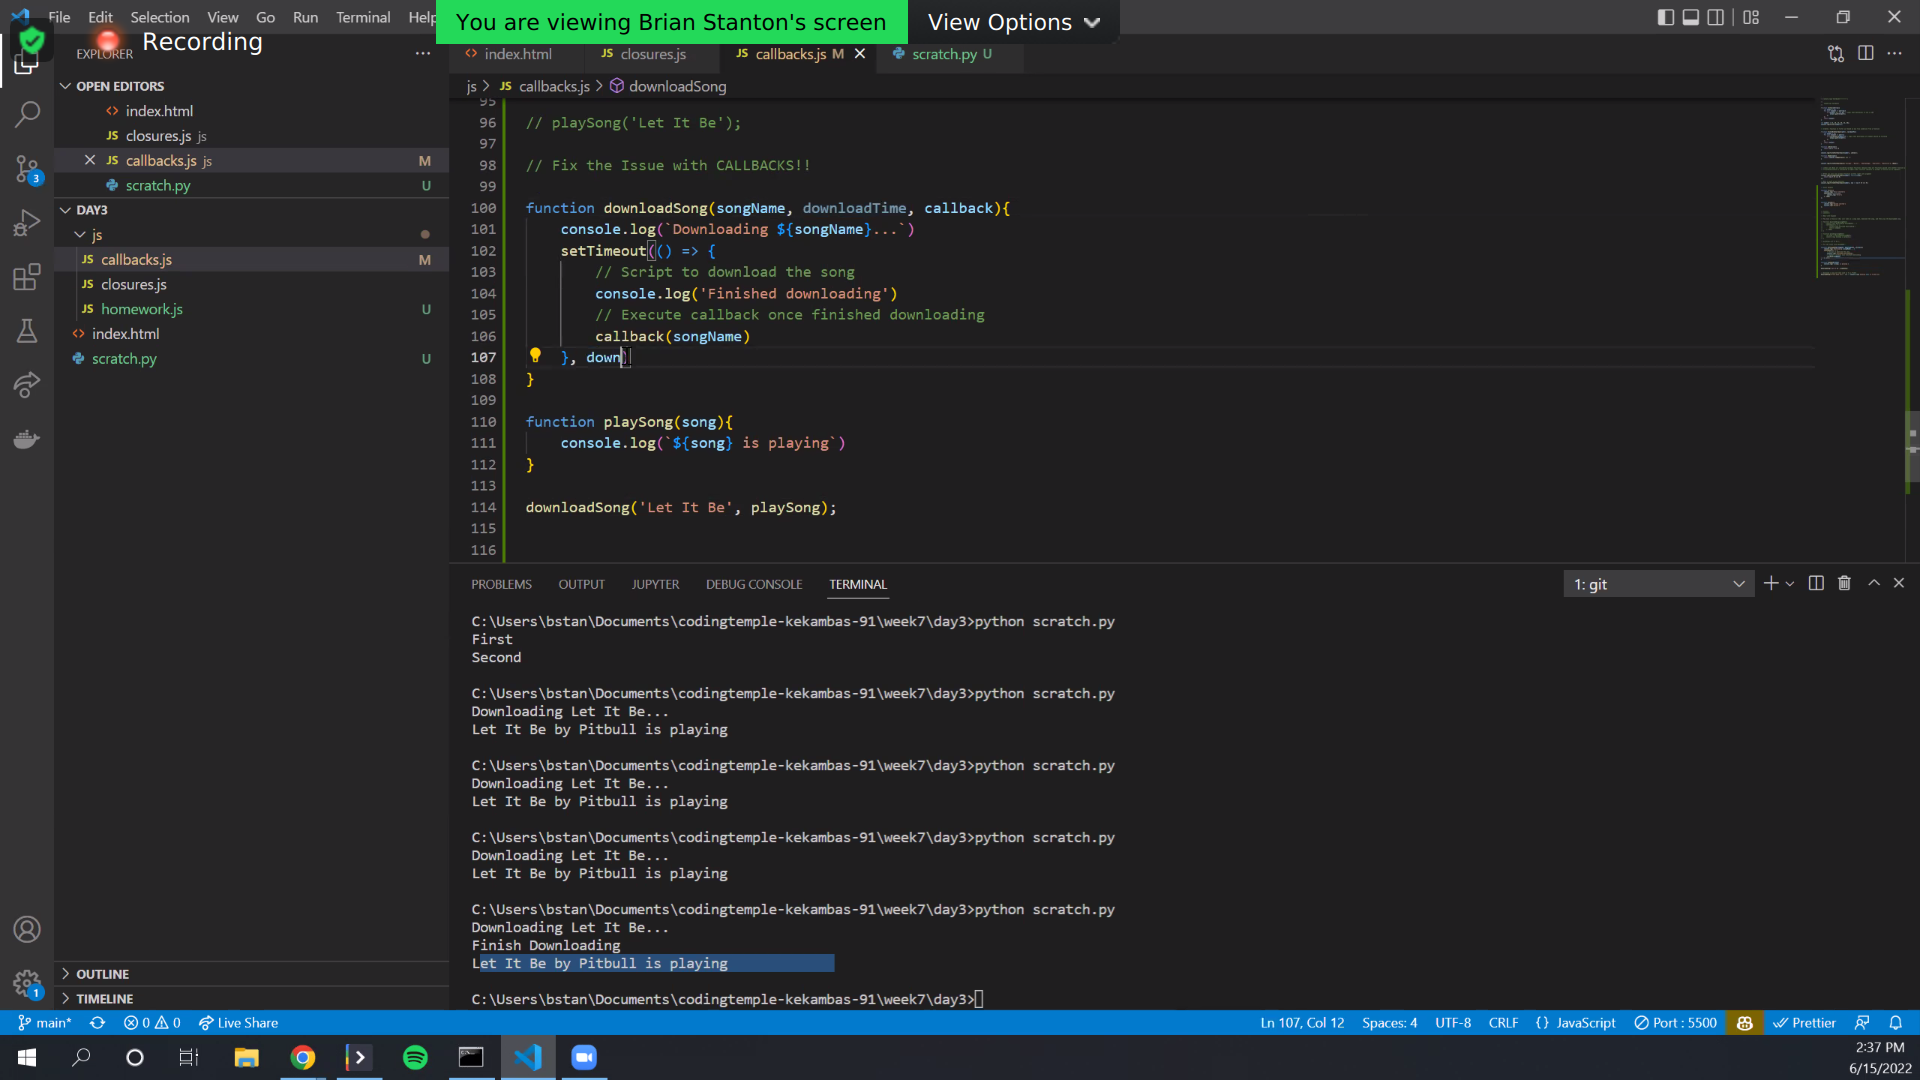 File Edit Selection View Go Run Terminal Help
You are viewing Brian Stanton's screen
View Options
Recording
EXPLORER
index.html
JS closures.js
JS callbacks.js M
scratch.py U
OPEN EDITORS
js > JS callbacks.js > downloadSong
index.html
JS closures.js js
JS callbacks.js js M
scratch.py U
DAY3
js
JS callbacks.js M
JS closures.js
JS homework.js U
index.html
scratch.py U
OUTLINE
TIMELINE
95
96 // playSong('Let It Be');
97
98 // Fix the Issue with CALLBACKS!!
99
100 function downloadSong(songName, downloadTime, callback){
101 console.log(`Downloading ${songName}...`)
102 setTimeout(() => {
103 // Script to download the song
104 console.log('Finished downloading')
105 // Execute callback once finished downloading
106 callback(songName)
107 }, down)
108 }
109
110 function playSong(song){
111 console.log(`${song} is playing`)
112 }
113
114 downloadSong('Let It Be', playSong);
115
116
PROBLEMS OUTPUT JUPYTER DEBUG CONSOLE TERMINAL
1: git
C:\Users\bstan\Documents\codingtemple-kekambas-91\week7\day3>python scratch.py
First
Second
C:\Users\bstan\Documents\codingtemple-kekambas-91\week7\day3>python scratch.py
Downloading Let It Be...
Let It Be by Pitbull is playing
C:\Users\bstan\Documents\codingtemple-kekambas-91\week7\day3>python scratch.py
Downloading Let It Be...
Let It Be by Pitbull is playing
C:\Users\bstan\Documents\codingtemple-kekambas-91\week7\day3>python scratch.py
Downloading Let It Be...
Let It Be by Pitbull is playing
C:\Users\bstan\Documents\codingtemple-kekambas-91\week7\day3>python scratch.py
Downloading Let It Be...
Finish Downloading
Let It Be by Pitbull is playing
C:\Users\bstan\Documents\codingtemple-kekambas-91\week7\day3>
3
1
main* 0 0 Live Share
Ln 107, Col 12 Spaces: 4 UTF-8 CRLF {} JavaScript Port : 5500 Prettier
2:37 PM
6/15/2022